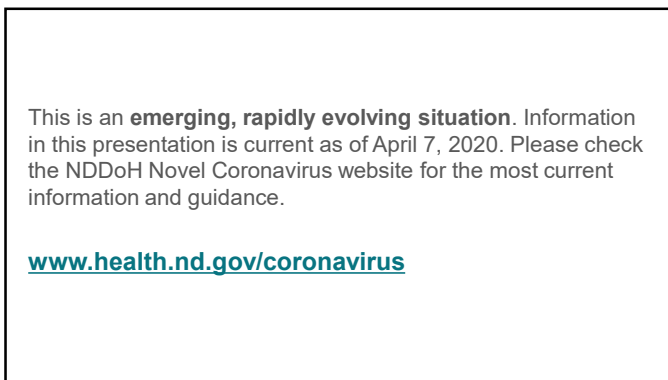 This is an emerging, rapidly evolving situation. Information
in this presentation is current as of April 7, 2020. Please check
the NDDoH Novel Coronavirus website for the most current
information and guidance.
www.health.nd.gov/coronavirus